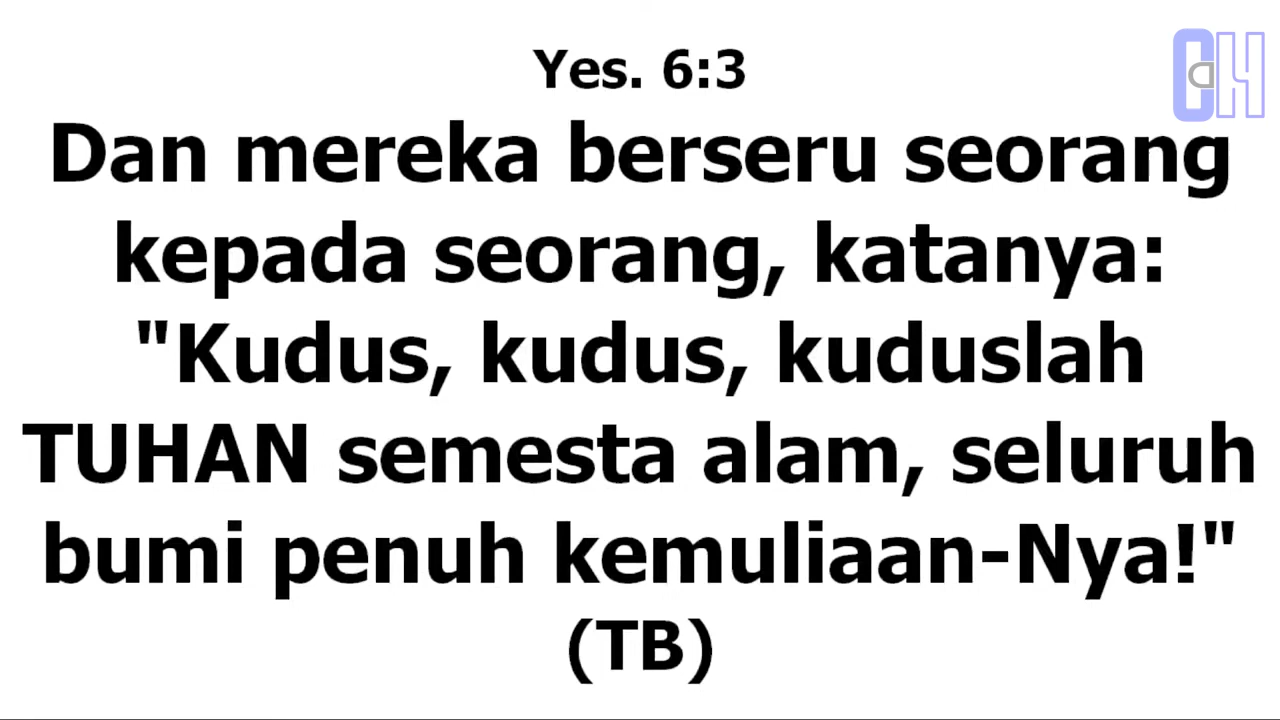 Yes. 6:3
Dan mereka berseru seorang
kepada seorang, katanya:
"Kudus, kudus, kuduslah
TUHAN semesta alam, seluruh
bumi penuh kemuliaan-Nya!"
(TB)